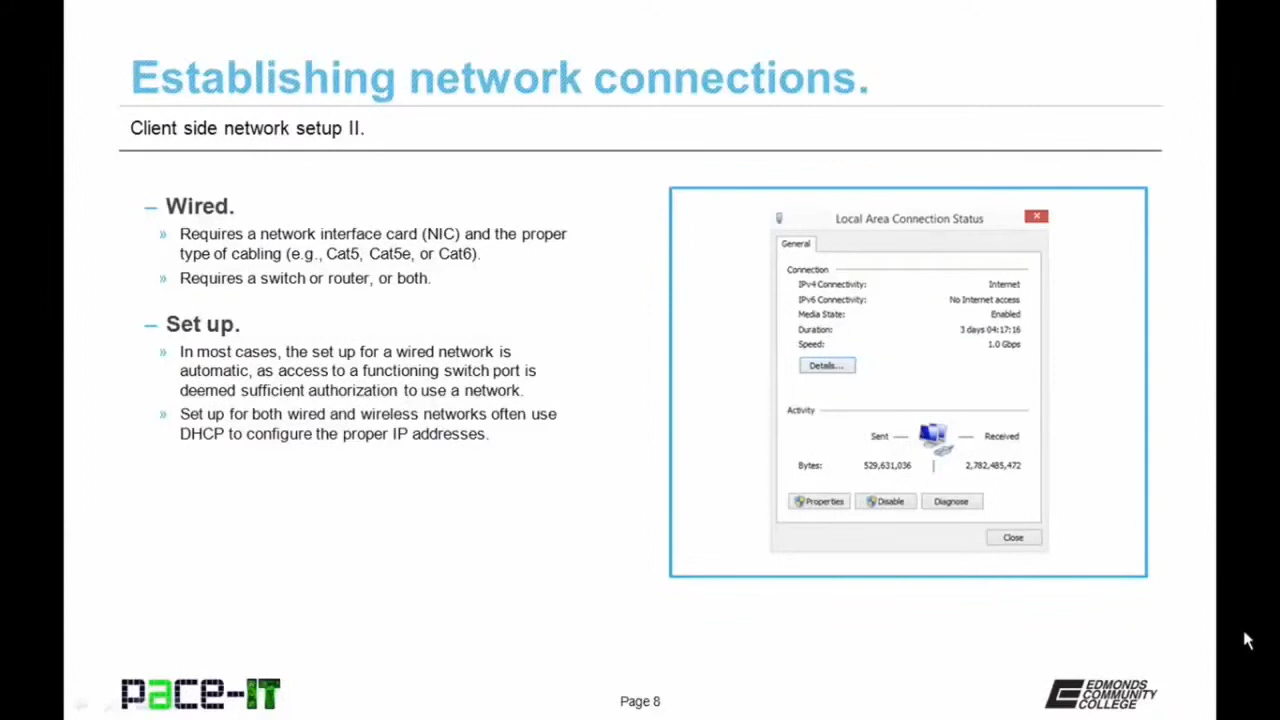 Establishing network connections.
Client side network setup II.
– Wired.
» Requires a network interface card (NIC) and the proper
type of cabling (e.g., Cat5, Cat5e, or Cat6).
» Requires a switch or router, or both.
– Set up.
» In most cases, the set up for a wired network is
automatic, as access to a functioning switch port is
deemed sufficient authorization to use a network.
» Set up for both wired and wireless networks often use
DHCP to configure the proper IP addresses.
Local Area Connection Status
General
Connection
IPv4 Connectivity: Internet
IPv6 Connectivity: No Internet access
Media State: Enabled
Duration: 3 days 04:17:16
Speed: 1.0 Gbps
Details...
Activity
Sent — — Received
Bytes: 529,631,036 | 2,782,485,472
Properties Disable Diagnose
Close
pace-IT
Page 8
EDMONDS
COMMUNITY
COLLEGE